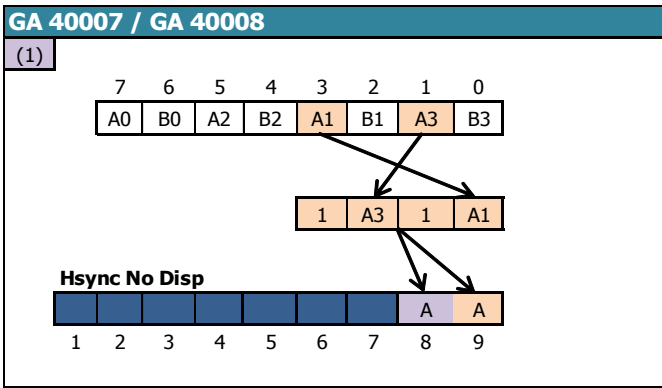 GA 40007 / GA 40008
(1)
7 6 5 4 3 2 1 0
A0 B0 A2 B2 A1 B1 A3 B3
1 A3 1 A1
Hsync No Disp
A A
1 2 3 4 5 6 7 8 9